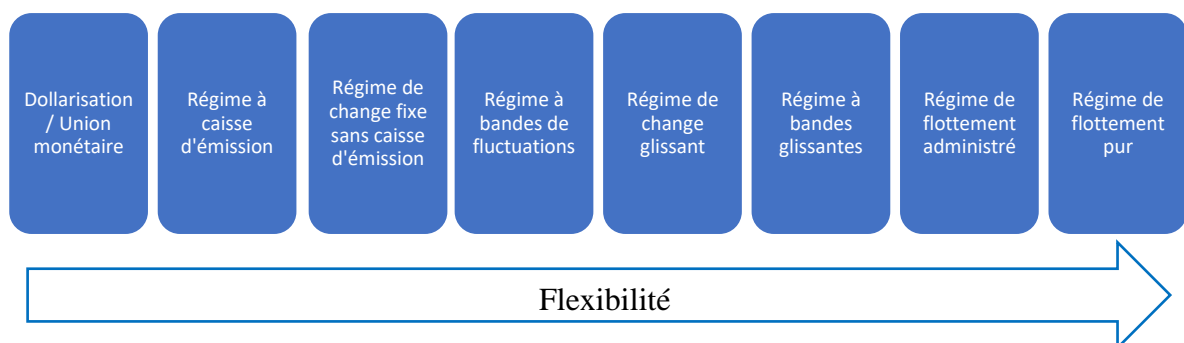 Dollarisation
/ Union
monétaire
Régime à
caisse
d'émission
Régime de
change fixe
sans caisse
d'émission
Régime à
bandes de
fluctuations
Régime de
change
glissant
Régime à
bandes
glissantes
Régime de
flottement
administré
Régime de
flottement
pur
Flexibilité